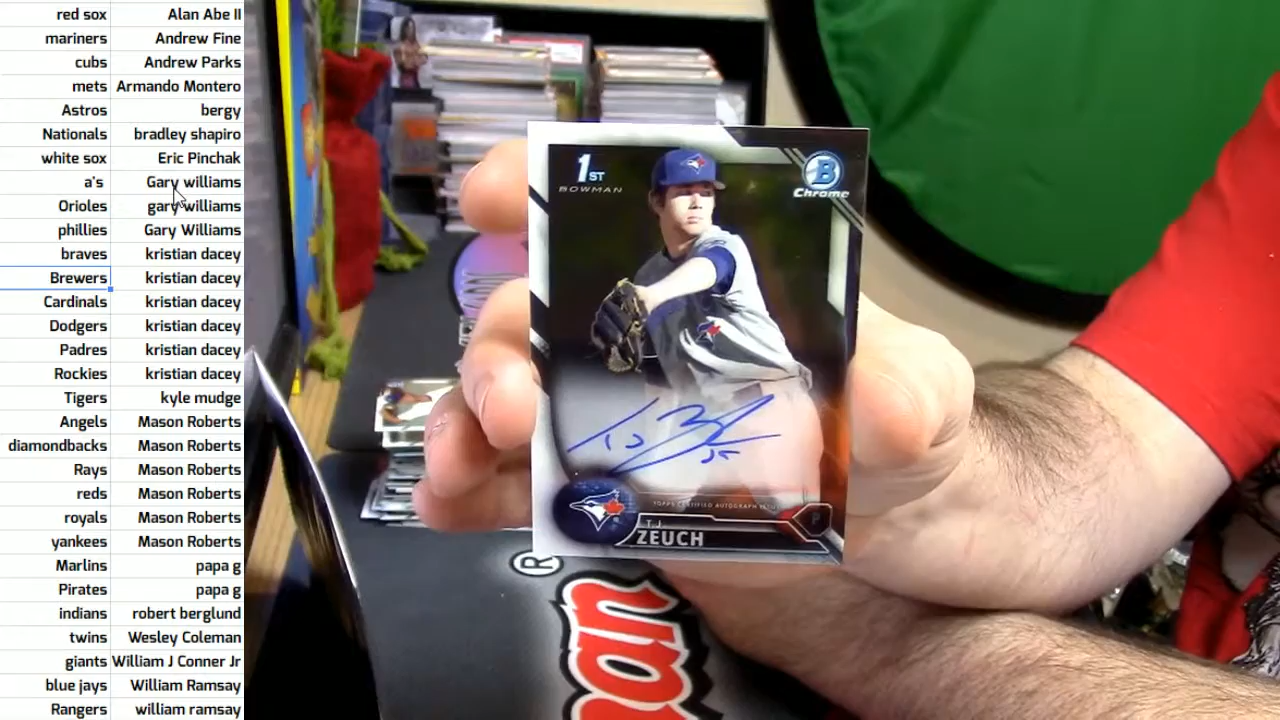 red sox Alan Abe II
mariners Andrew Fine
cubs Andrew Parks
mets Armando Montero
Astros bergy
Nationals bradley shapiro
white sox Eric Pinchak
a's Gary williams
Orioles gary williams
phillies Gary Williams
braves kristian dacey
Brewers kristian dacey
Cardinals kristian dacey
Dodgers kristian dacey
Padres kristian dacey
Rockies kristian dacey
Tigers kyle mudge
Angels Mason Roberts
diamondbacks Mason Roberts
Rays Mason Roberts
reds Mason Roberts
royals Mason Roberts
yankees Mason Roberts
Marlins papa g
Pirates papa g
indians robert berglund
twins Wesley Coleman
giants William J Conner Jr
blue jays William Ramsay
Rangers william ramsay
1ST
BOWMAN
B
Chrome
TOPPS CERTIFIED AUTOGRAPH ISSUE
P
TJ
ZEUCH
®